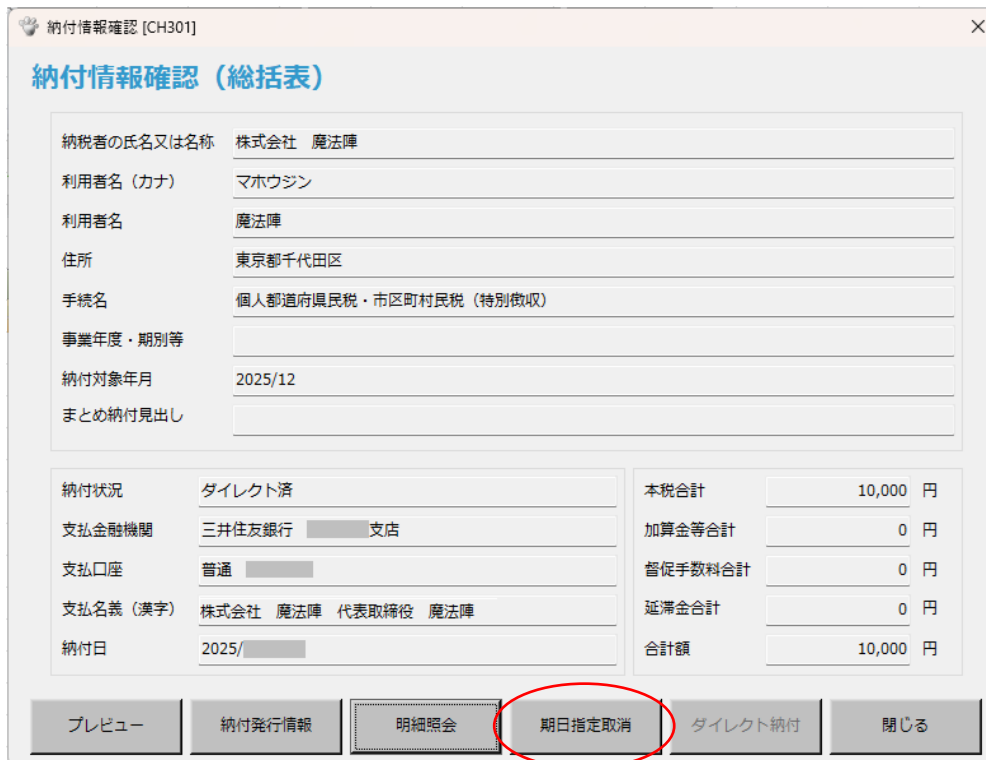 納付情報確認 [CH301]
納付情報確認（総括表）
納税者の氏名又は名称 株式会社 魔法陣
利用者名（カナ） マホウジン
利用者名 魔法陣
住所 東京都千代田区
手続名 個人都道府県民税・市区町村民税（特別徴収）
事業年度・期別等
納付対象年月 2025/12
まとめ納付見出し
納付状況 ダイレクト済
支払金融機関 三井住友銀行 支店
支払口座 普通
支払名義（漢字） 株式会社 魔法陣 代表取締役 魔法陣
納付日 2025/
本税合計 10,000 円
加算金等合計 0 円
督促手数料合計 0 円
延滞金合計 0 円
合計額 10,000 円
プレビュー 納付発行情報 明細照会 期日指定取消 ダイレクト納付 閉じる